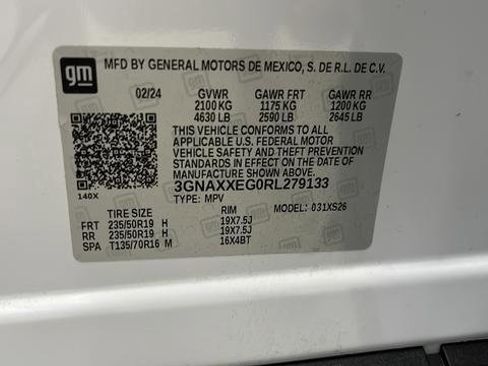 gm
MFD BY GENERAL MOTORS DE MEXICO, S. DE R.L. DE C.V.
02/24 GVWR GAWR FRT GAWR RR
2100 KG 1175 KG 1200 KG
4630 LB 2590 LB 2645 LB
THIS VEHICLE CONFORMS TO ALL
APPLICABLE U.S. FEDERAL MOTOR
VEHICLE SAFETY AND THEFT PREVENTION
STANDARDS IN EFFECT ON THE DATE OF
MANUFACTURE SHOWN ABOVE.
3GNAXXEG0RL279133
140X
TYPE: MPV MODEL: 031XS26
TIRE SIZE RIM
FRT 235/50R19 H 19X7.5J
RR 235/50R19 H 19X7.5J
SPA T135/70R16 M 16X4BT